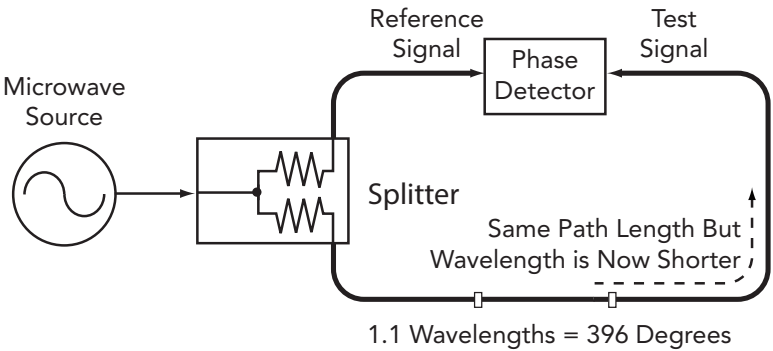 Reference
Signal
Test
Signal
Phase
Detector
Microwave
Source
Splitter
Same Path Length But
Wavelength is Now Shorter
1.1 Wavelengths = 396 Degrees